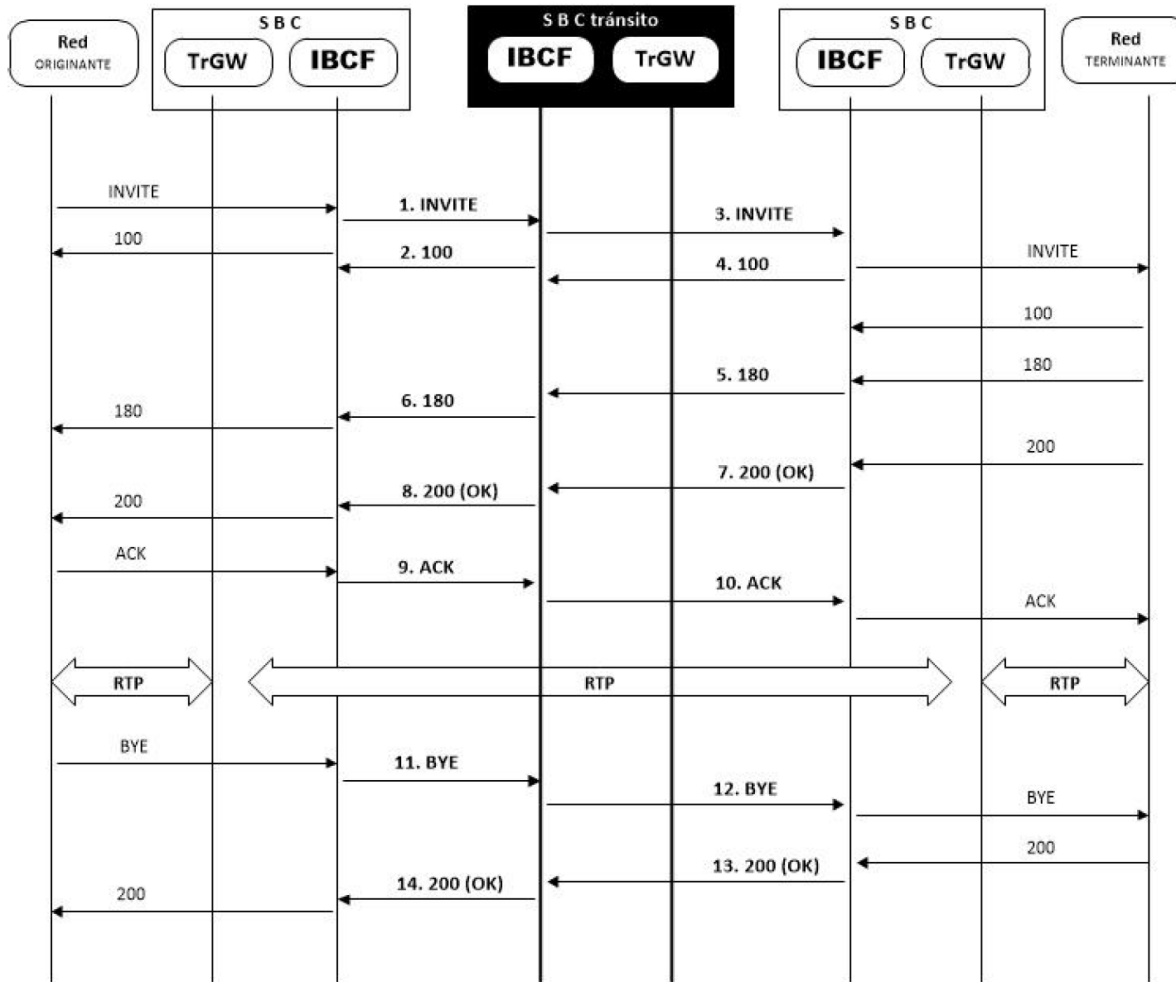 Red
ORIGINANTE
S B C
TrGW
IBCF
S B C tránsito
IBCF
TrGW
S B C
IBCF
TrGW
Red
TERMINANTE
INVITE
1. INVITE
3. INVITE
100
2. 100
4. 100
INVITE
100
180
5. 180
6. 180
180
200
7. 200 (OK)
8. 200 (OK)
200
ACK
9. ACK
10. ACK
ACK
RTP
RTP
RTP
BYE
11. BYE
12. BYE
BYE
200
13. 200 (OK)
14. 200 (OK)
200